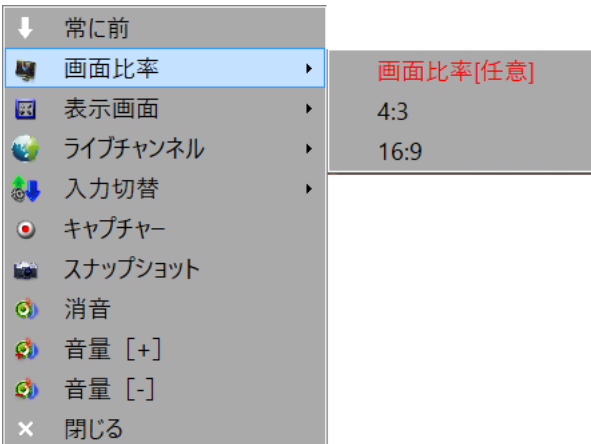 常に前
画面比率
画面比率[任意]
表示画面
4:3
ライブチャンネル
16:9
入力切替
キャプチャー
スナップショット
消音
音量［+］
音量［-］
閉じる